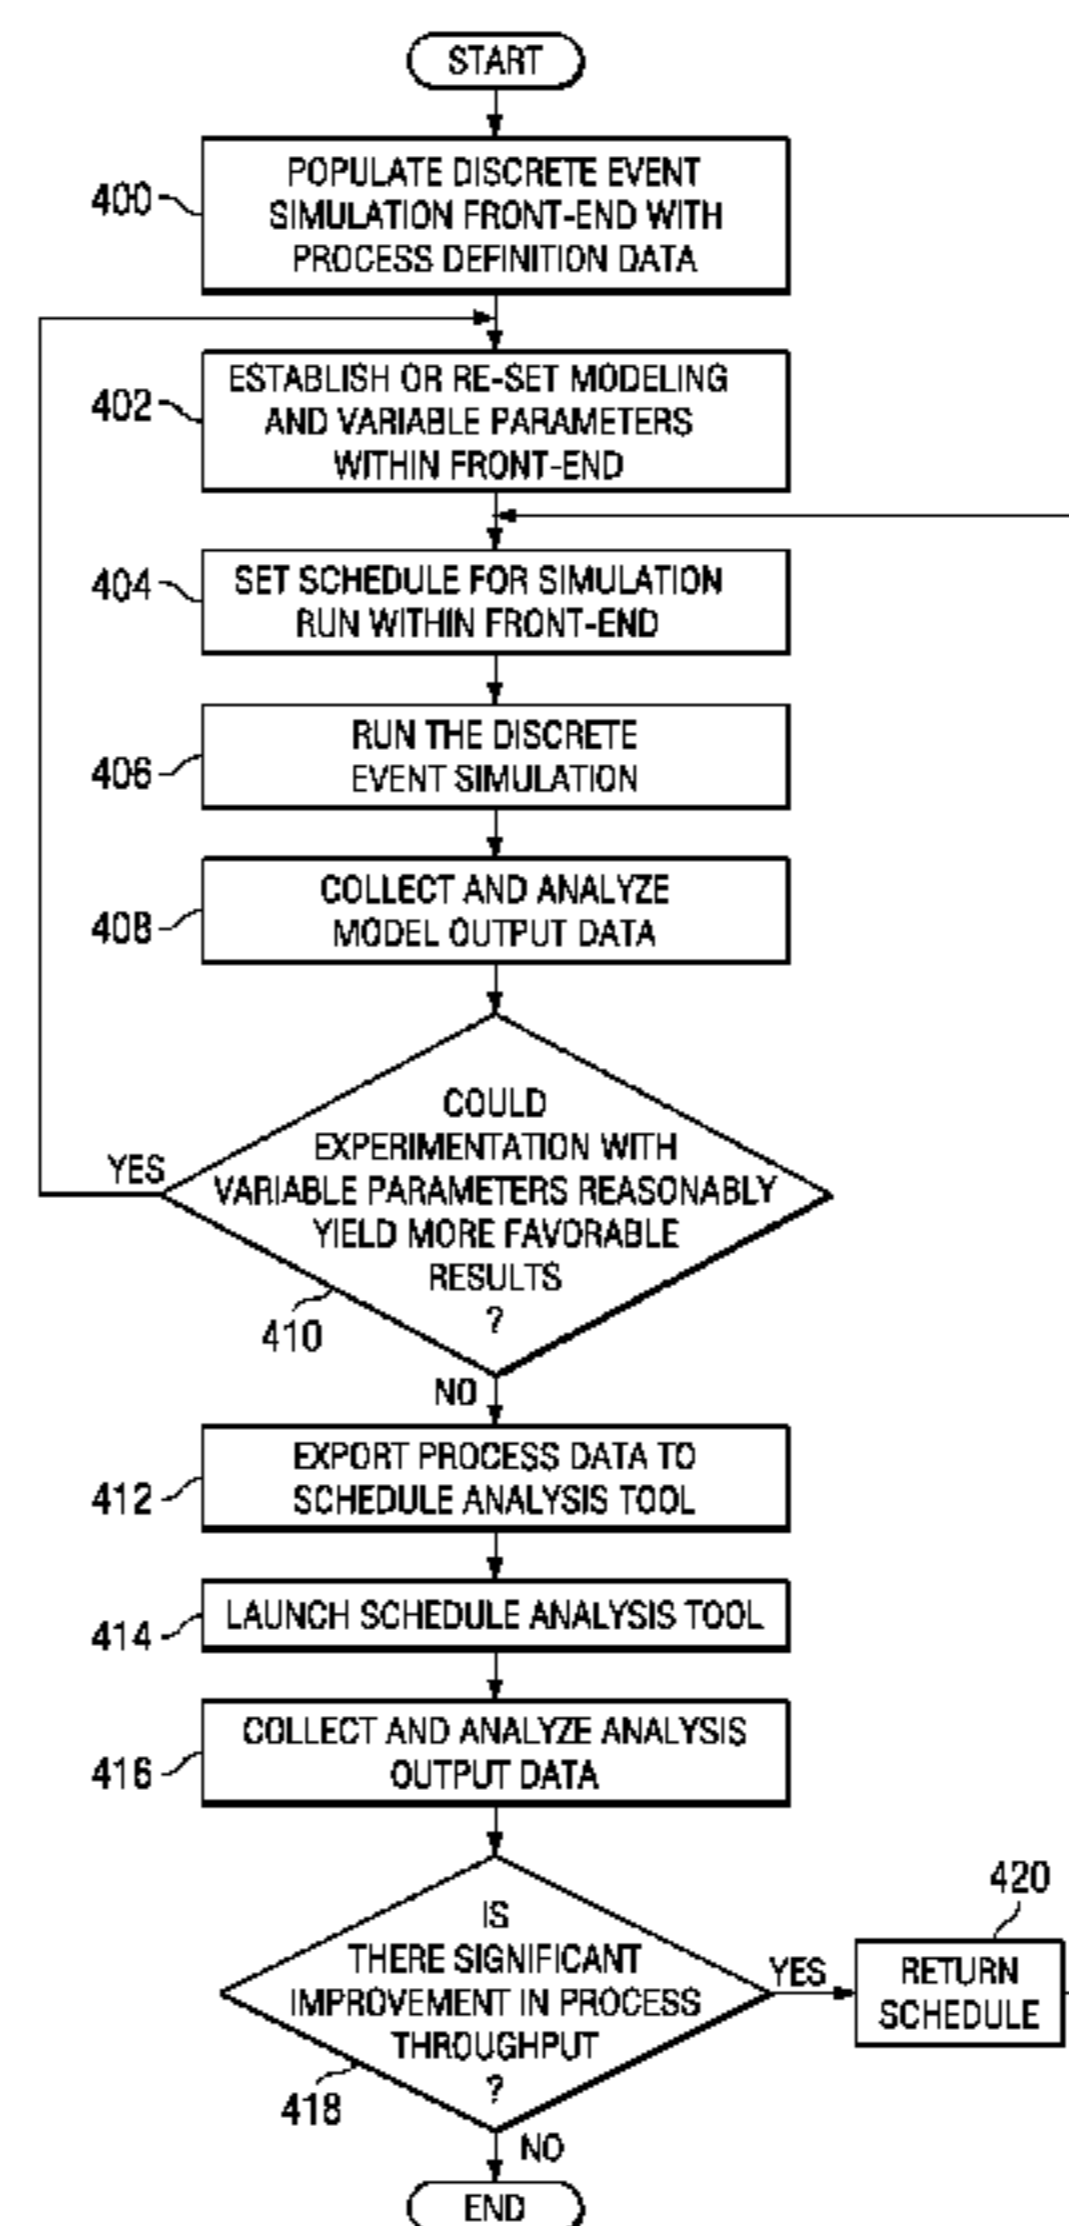 START
400
POPULATE DISCRETE EVENT
SIMULATION FRONT-END WITH
PROCESS DEFINITION DATA
402
ESTABLISH OR RE-SET MODELING
AND VARIABLE PARAMETERS
WITHIN FRONT-END
404
SET SCHEDULE FOR SIMULATION
RUN WITHIN FRONT-END
406
RUN THE DISCRETE
EVENT SIMULATION
408
COLLECT AND ANALYZE
MODEL OUTPUT DATA
COULD
EXPERIMENTATION WITH
VARIABLE PARAMETERS REASONABLY
YIELD MORE FAVORABLE
RESULTS
?
YES
410
NO
412
EXPORT PROCESS DATA TO
SCHEDULE ANALYSIS TOOL
414
LAUNCH SCHEDULE ANALYSIS TOOL
416
COLLECT AND ANALYZE ANALYSIS
OUTPUT DATA
IS
THERE SIGNIFICANT
IMPROVEMENT IN PROCESS
THROUGHPUT
?
418
YES
420
RETURN
SCHEDULE
NO
END